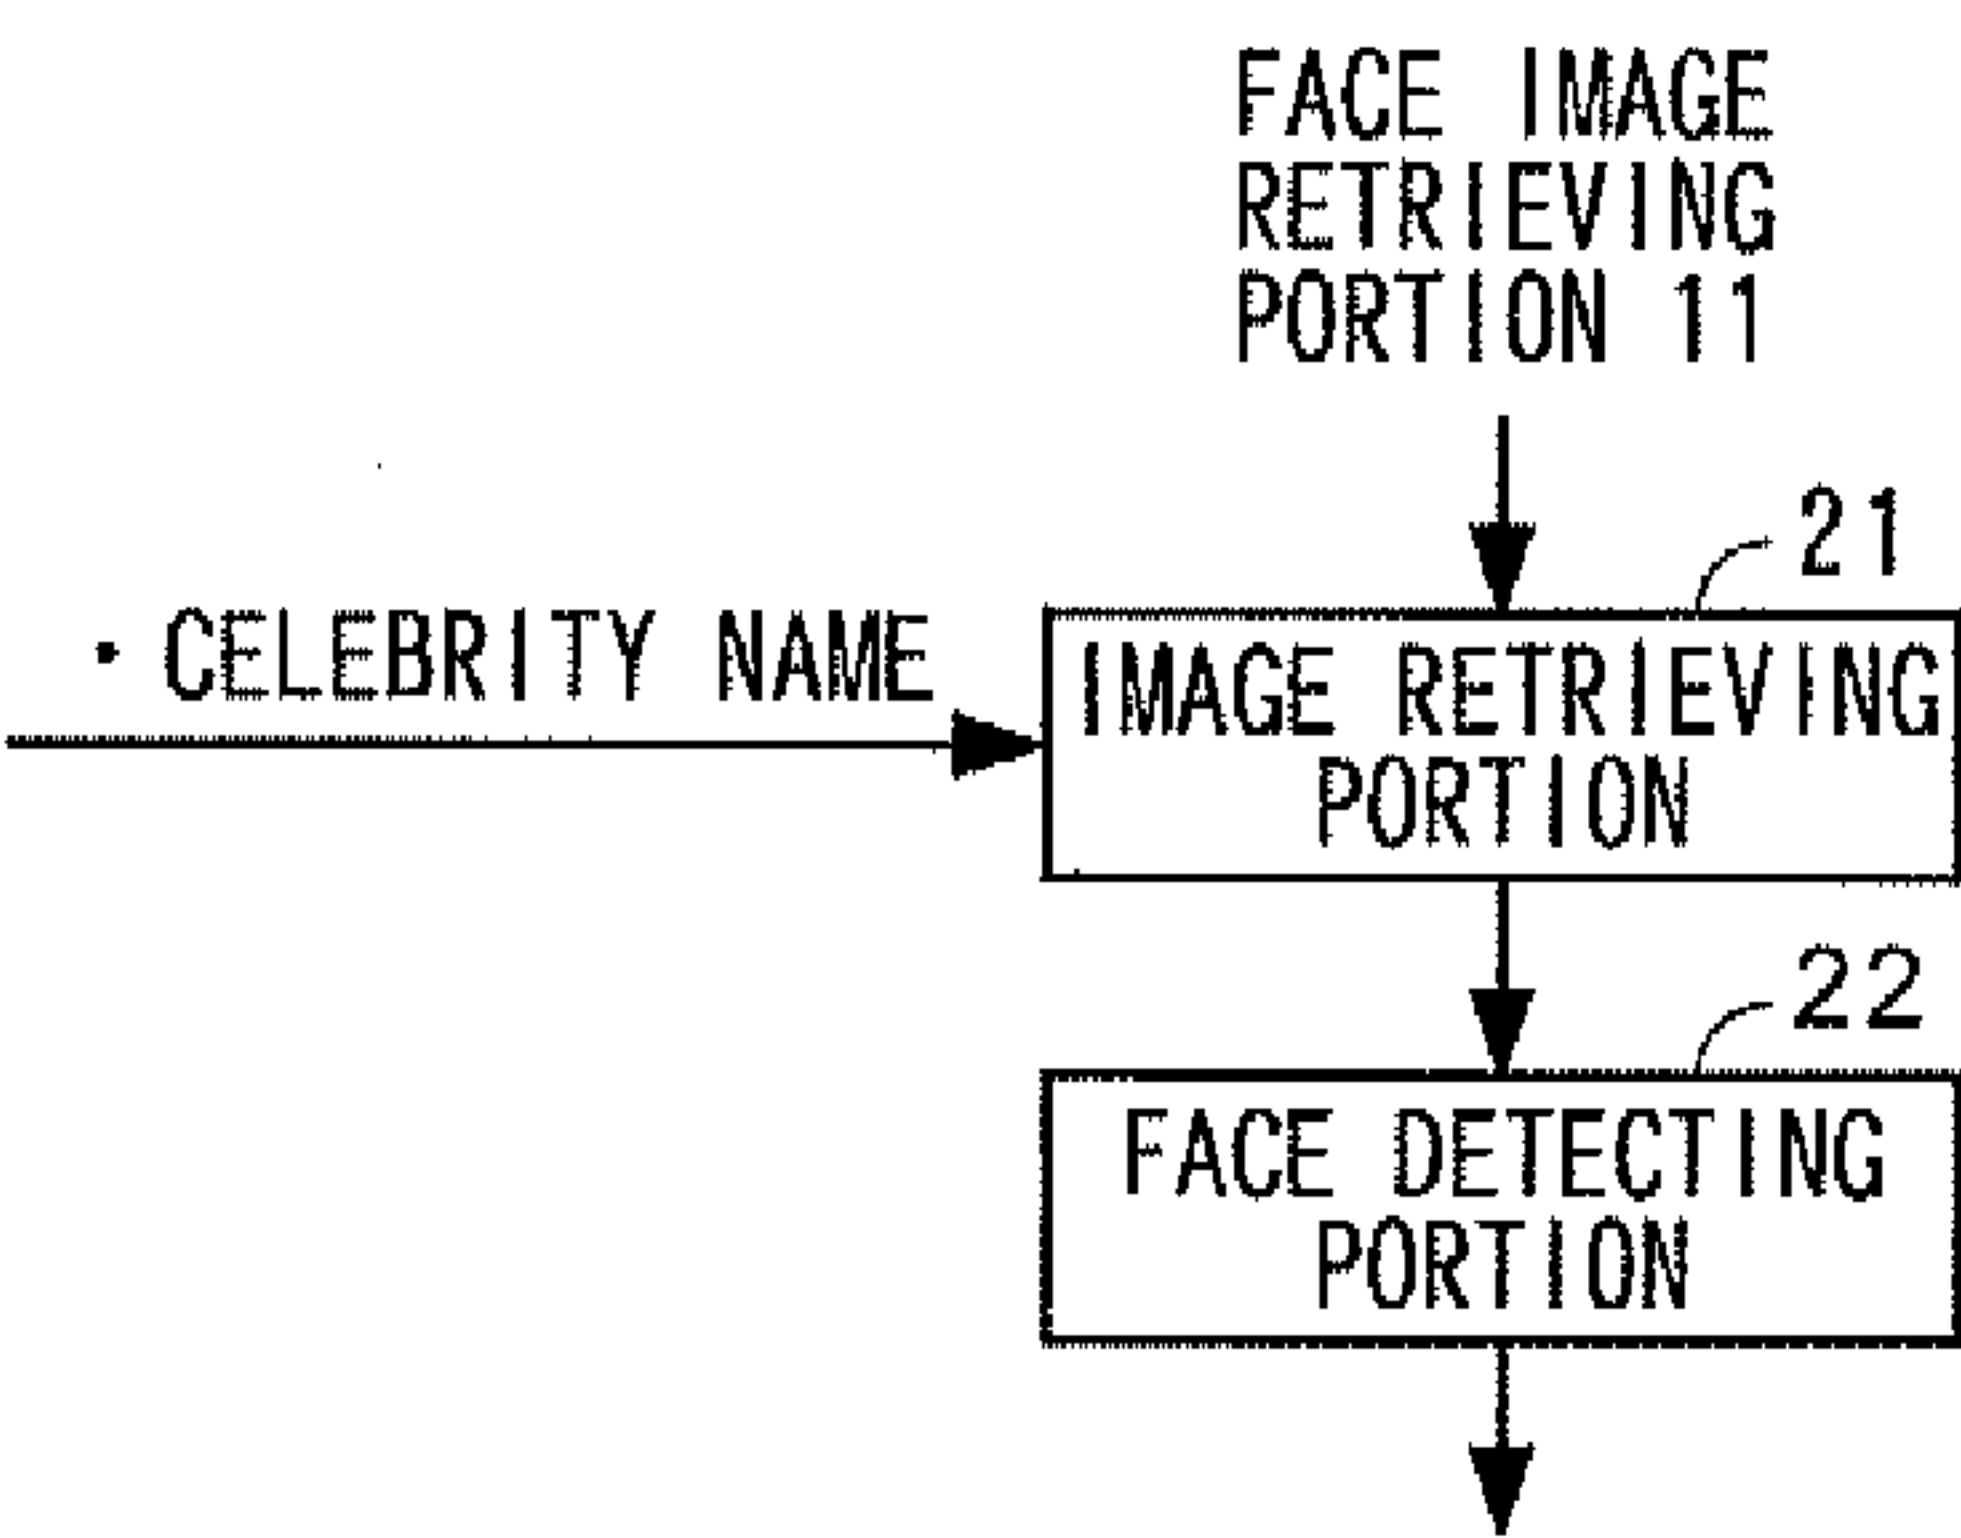 FACE IMAGE
RETRIEVING
PORTION 11
21
• CELEBRITY NAME
IMAGE RETRIEVING
PORTION
22
FACE DETECTING
PORTION